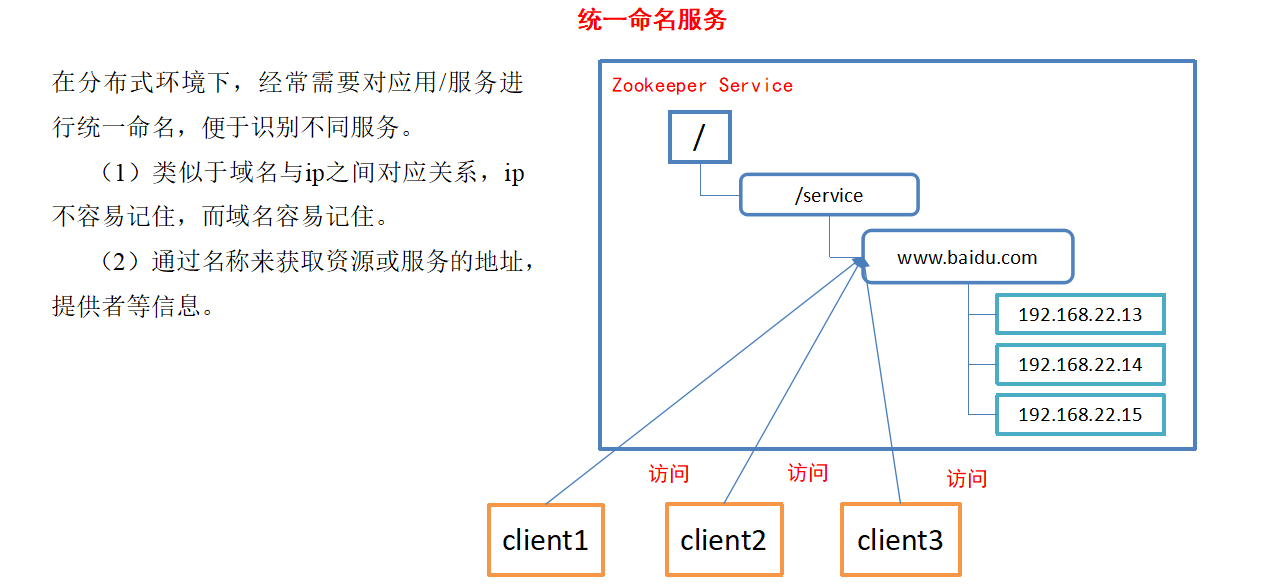 统一命名服务
在分布式环境下，经常需要对应用/服务进
行统一命名，便于识别不同服务。
（1）类似于域名与ip之间对应关系，ip
不容易记住，而域名容易记住。
（2）通过名称来获取资源或服务的地址，
提供者等信息。
Zookeeper Service
/
/service
www.baidu.com
192.168.22.13
192.168.22.14
192.168.22.15
访问
访问
访问
client1
client2
client3